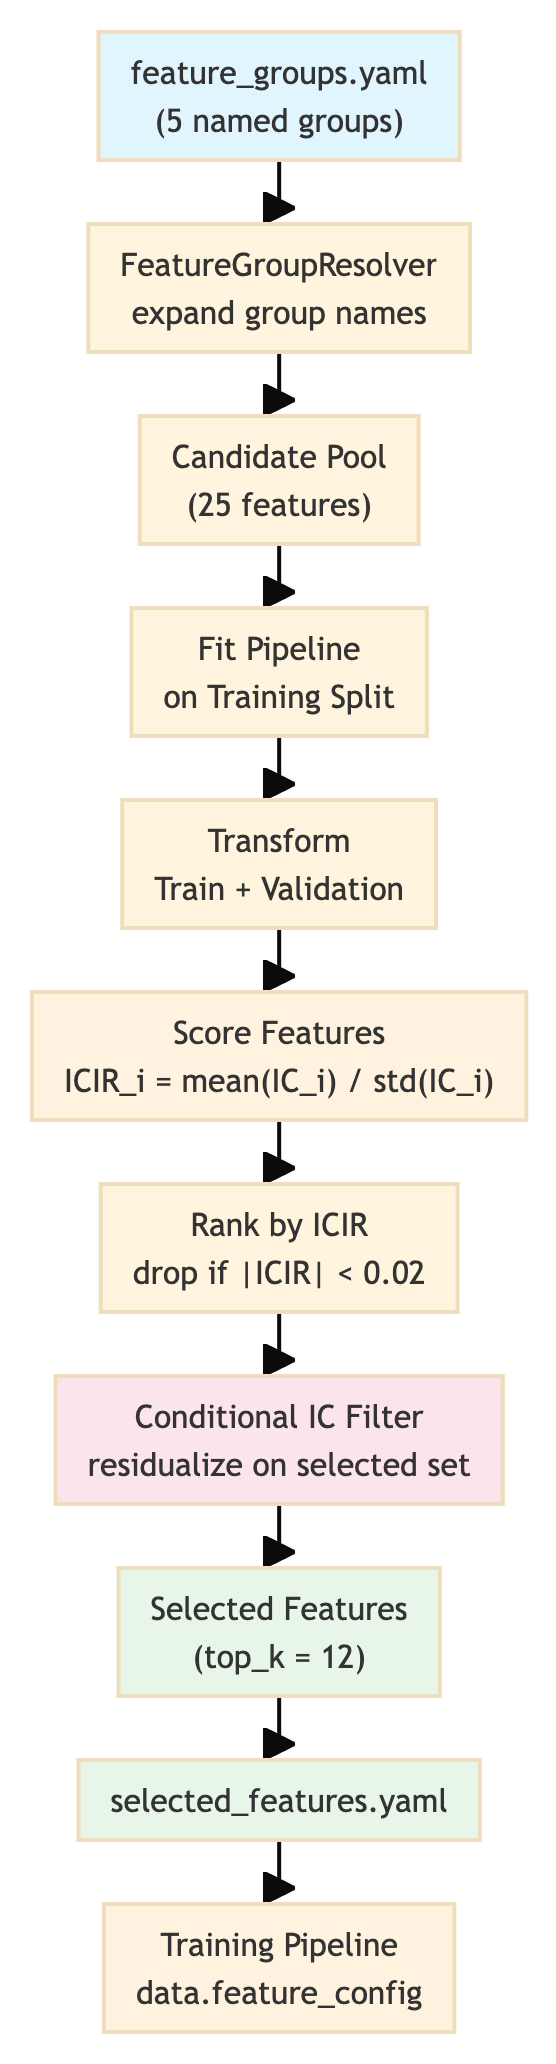 feature_groups.yaml
(5 named groups)
FeatureGroupResolver
expand group names
Candidate Pool
(25 features)
Fit Pipeline
on Training Split
Transform
Train + Validation
Score Features
ICIR_i = mean(IC_i) / std(IC_i)
Rank by ICIR
drop if |ICIR| < 0.02
Conditional IC Filter
residualize on selected set
Selected Features
(top_k = 12)
selected_features.yaml
Training Pipeline
data.feature_config